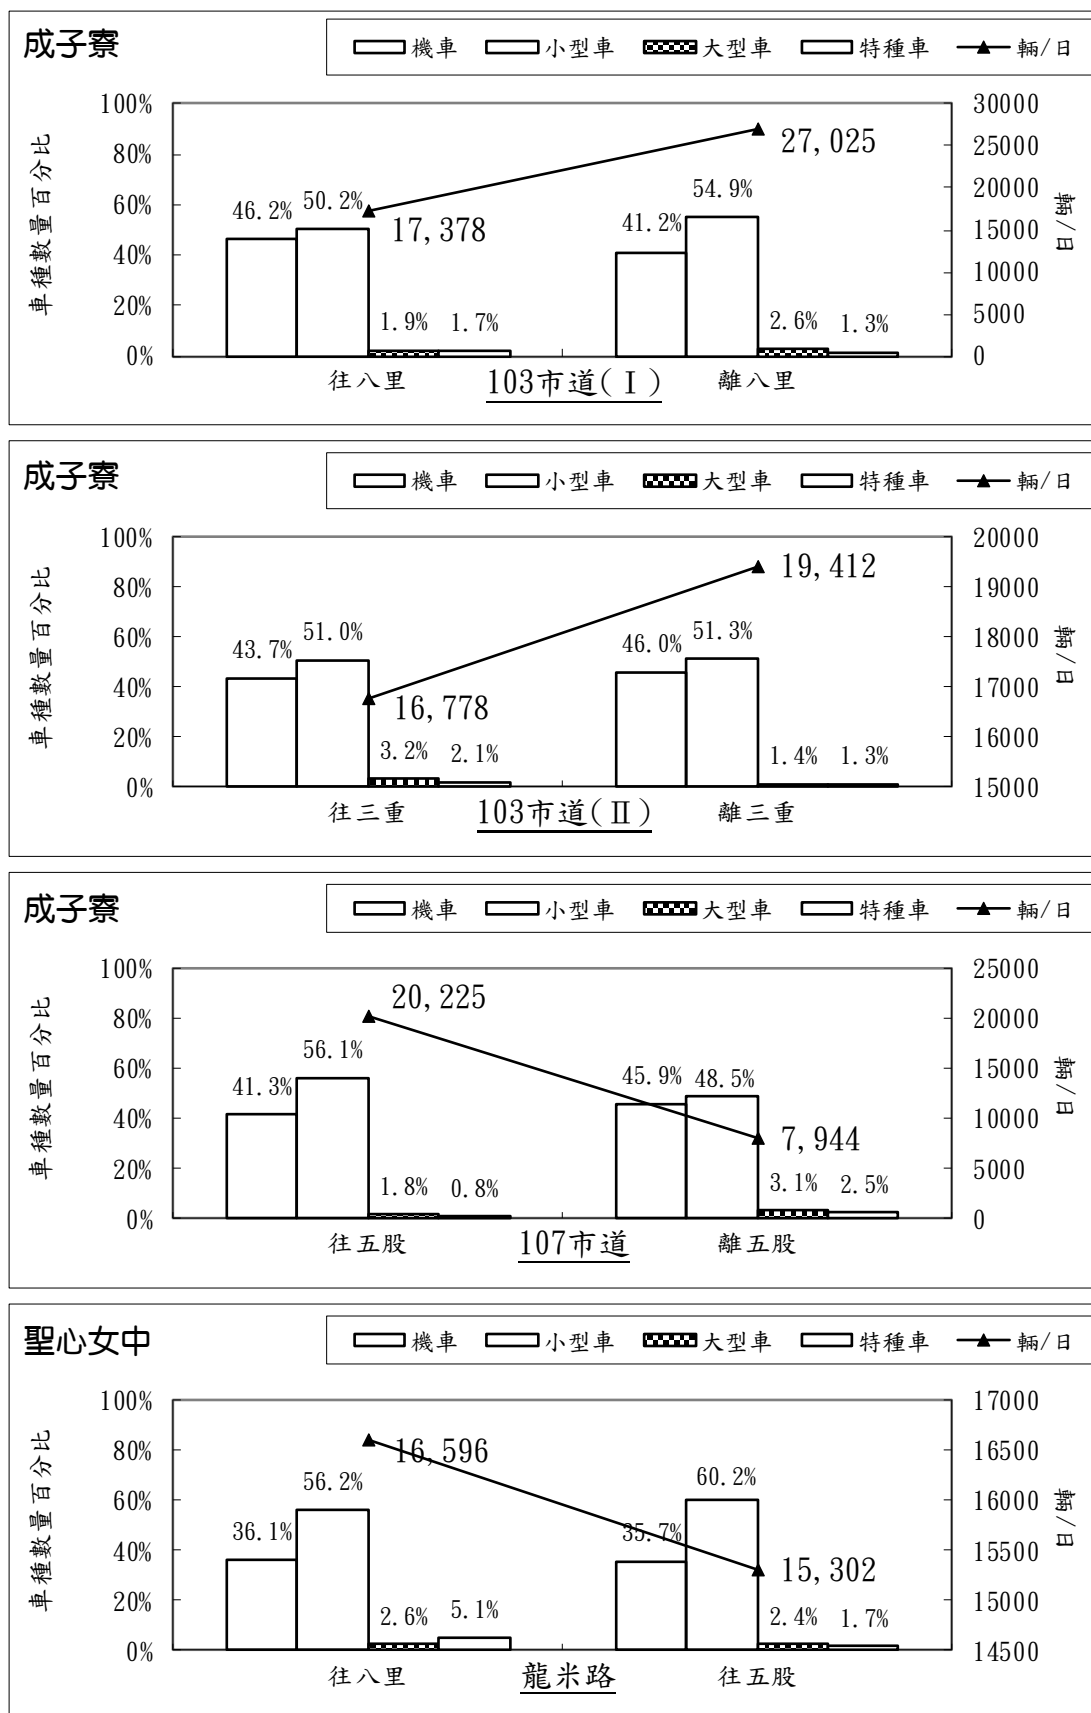 成子寮
機車 小型車 大型車 特種車 輛/日
車種數量百分比
100%
80%
60%
40%
20%
0%
46.2% 50.2% 1.9% 1.7%
17,378
41.2% 54.9% 2.6% 1.3%
27,025
30000
25000
20000
15000
10000
5000
0
輛/日
往八里 離八里
103市道(Ⅰ)
成子寮
機車 小型車 大型車 特種車 輛/日
車種數量百分比
100%
80%
60%
40%
20%
0%
43.7% 51.0% 3.2% 2.1%
16,778
46.0% 51.3% 1.4% 1.3%
19,412
20000
19000
18000
17000
16000
15000
輛/日
往三重 離三重
103市道(Ⅱ)
成子寮
機車 小型車 大型車 特種車 輛/日
車種數量百分比
100%
80%
60%
40%
20%
0%
41.3% 56.1% 1.8% 0.8%
20,225
45.9% 48.5% 3.1% 2.5%
7,944
25000
20000
15000
10000
5000
0
輛/日
往五股 離五股
107市道
聖心女中
機車 小型車 大型車 特種車 輛/日
車種數量百分比
100%
80%
60%
40%
20%
0%
36.1% 56.2% 2.6% 5.1%
16,596
35.7% 60.2% 2.4% 1.7%
15,302
17000
16500
16000
15500
15000
14500
輛/日
往八里 往五股
龍米路